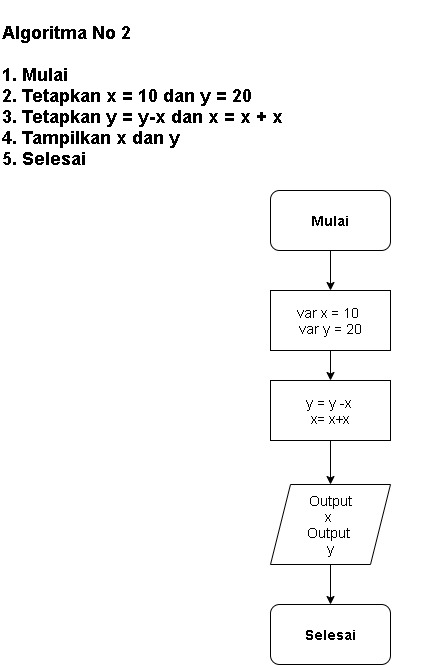 Algoritma No 2
1. Mulai
2. Tetapkan x = 10 dan y = 20
3. Tetapkan y = y-x dan x = x + x
4. Tampilkan x dan y
5. Selesai
Mulai
var x = 10
var y = 20
y = y -x
x= x+x
Output
x
Output
y
Selesai